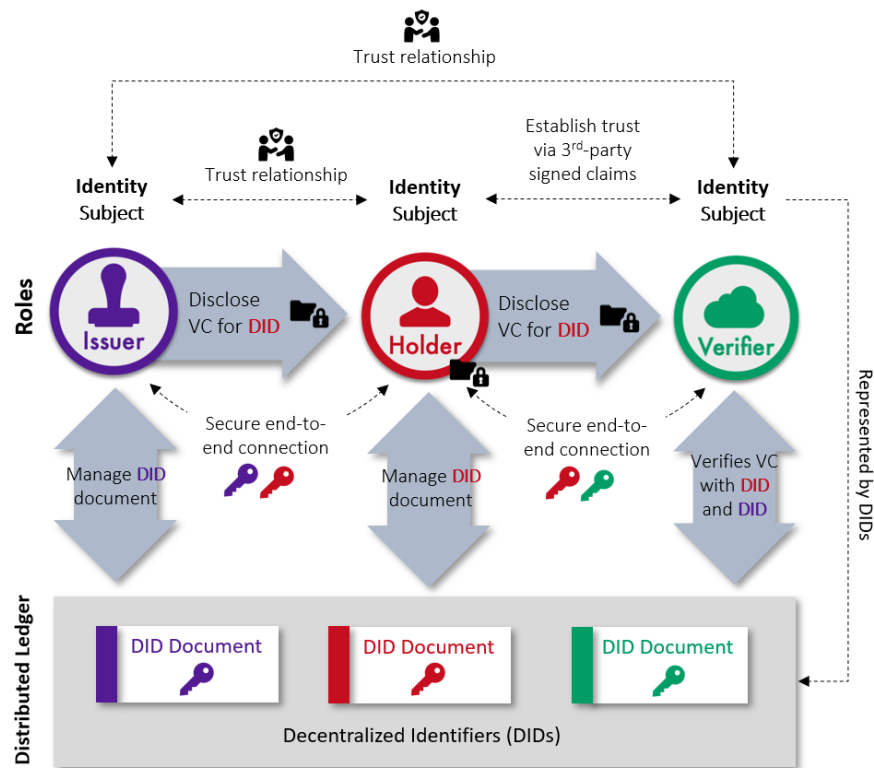 Trust relationship
Trust relationship
Establish trust
via 3rd-party
signed claims
Identity
Subject
Identity
Subject
Identity
Subject
Roles
Issuer
Disclose
VC for DID
Holder
Disclose
VC for DID
Verifier
Secure end-to-
end connection
Secure end-to-
end connection
Manage DID
document
Manage DID
document
Verifies VC
with DID
and DID
Represented by DIDs
Distributed Ledger
DID Document
DID Document
DID Document
Decentralized Identifiers (DIDs)